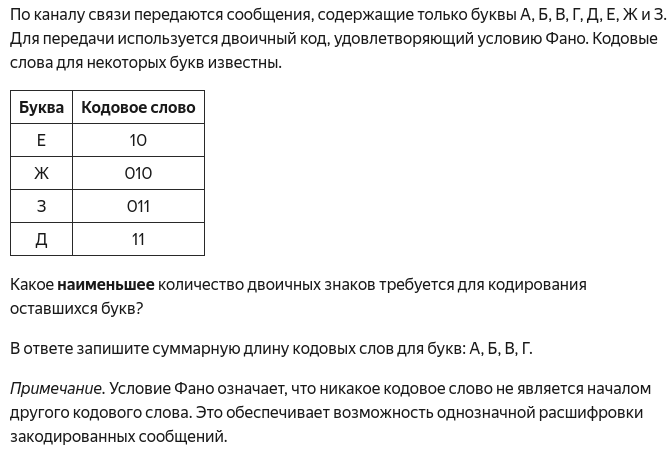 По каналу связи передаются сообщения, содержащие только буквы А, Б, В, Г, Д, Е, Ж и З.
Для передачи используется двоичный код, удовлетворяющий условию Фано. Кодовые
слова для некоторых букв известны.
Буква Кодовое слово
Е 10
Ж 010
З 011
Д 11
Какое наименьшее количество двоичных знаков требуется для кодирования
оставшихся букв?
В ответе запишите суммарную длину кодовых слов для букв: А, Б, В, Г.
Примечание. Условие Фано означает, что никакое кодовое слово не является началом
другого кодового слова. Это обеспечивает возможность однозначной расшифровки
закодированных сообщений.